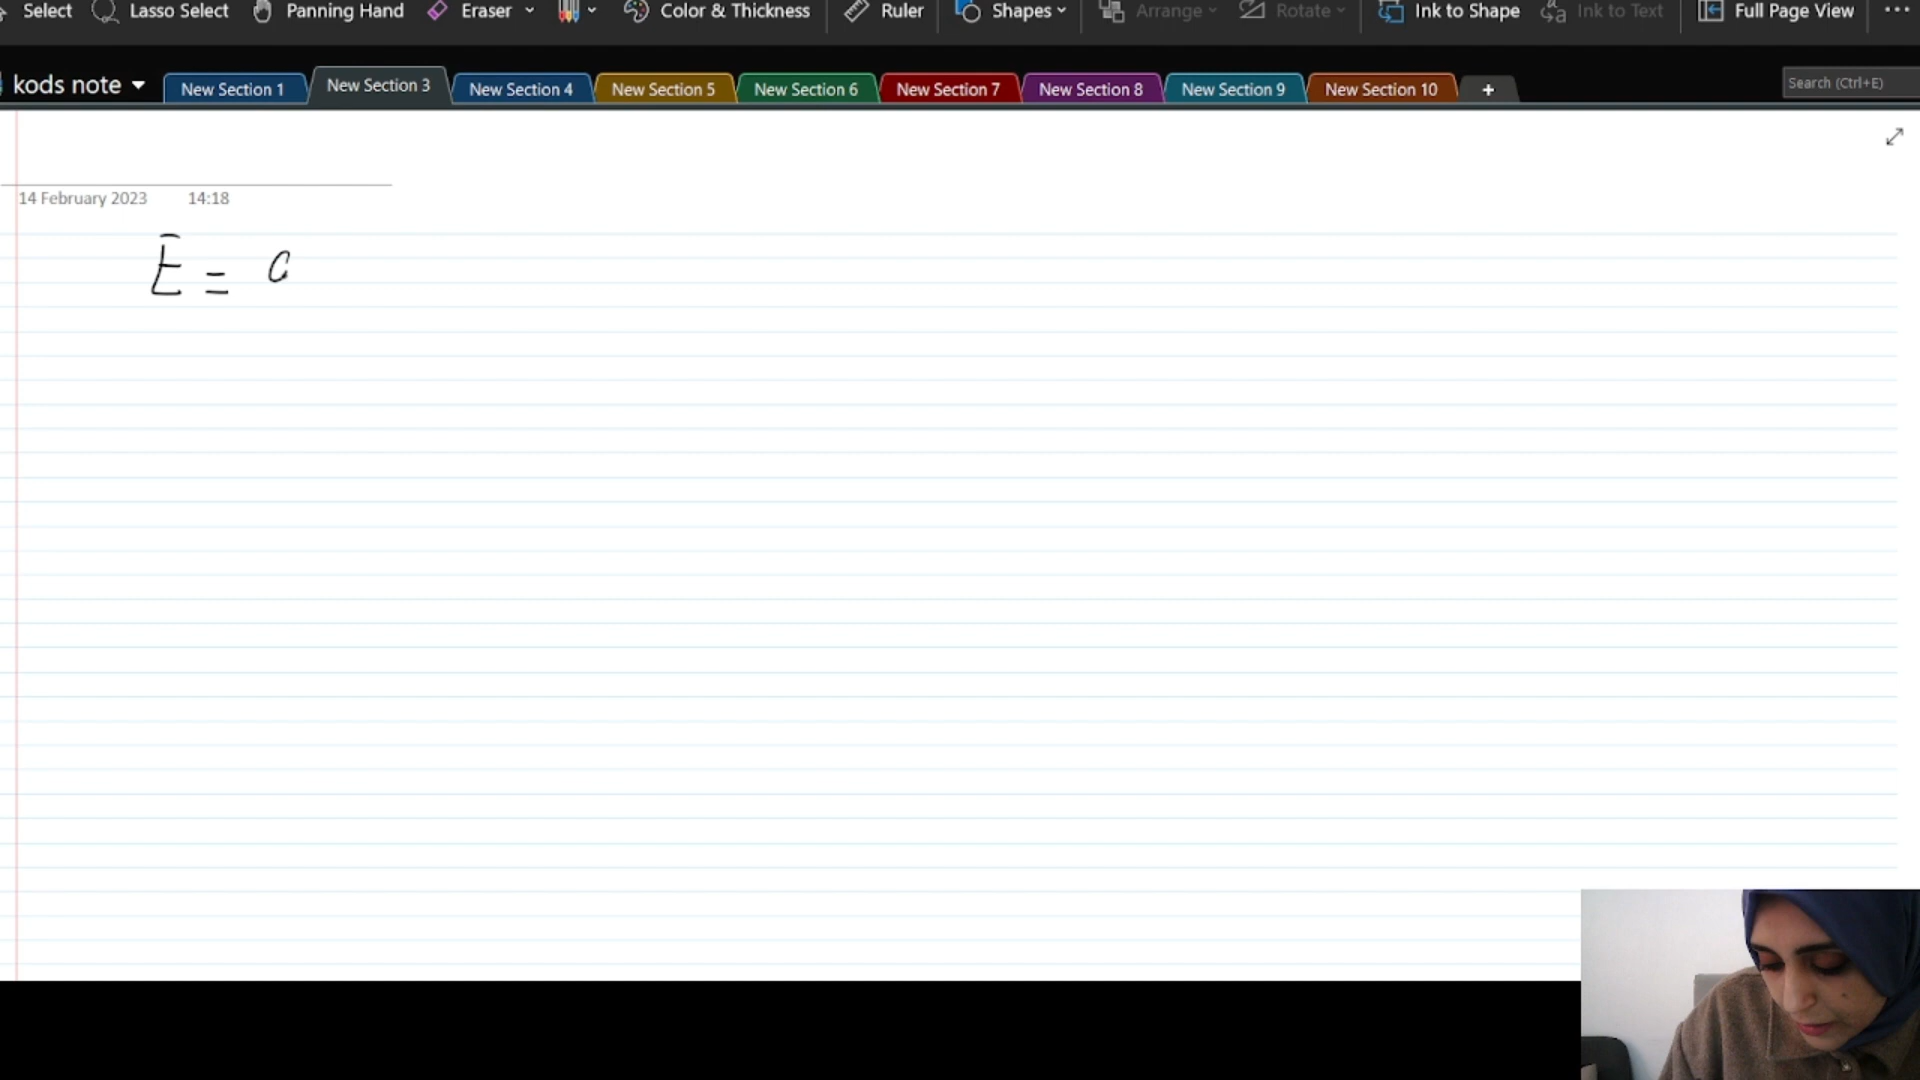 Select Lasso Select Panning Hand Eraser Color & Thickness Ruler Shapes Arrange Rotate Ink to Shape Ink to Text Full Page View
kods note New Section 1 New Section 3 New Section 4 New Section 5 New Section 6 New Section 7 New Section 8 New Section 9 New Section 10 + Search (Ctrl+E)
14 February 2023 14:18
Ē =